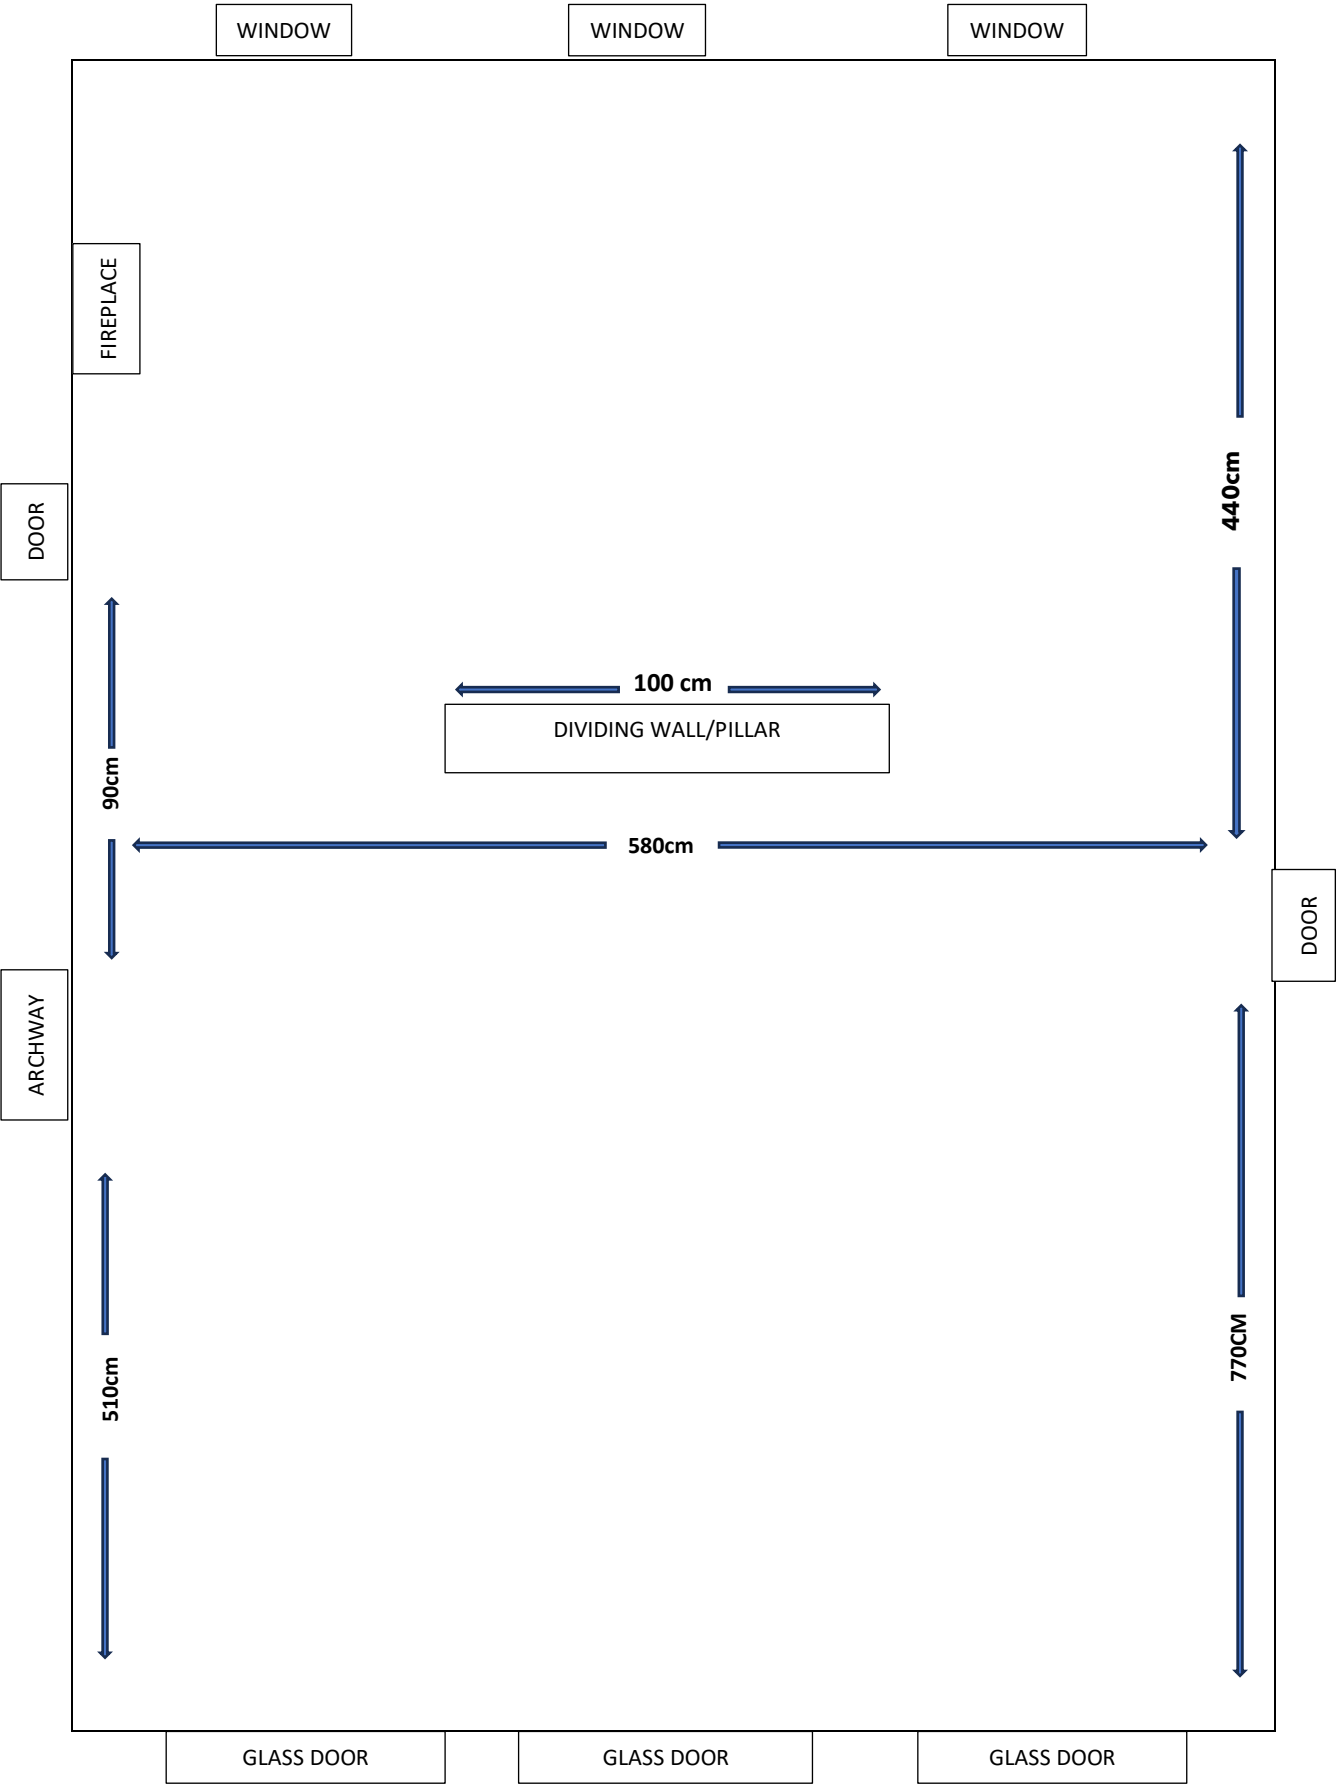 WINDOW
WINDOW
WINDOW
FIREPLACE
440cm
DOOR
100 cm
DIVIDING WALL/PILLAR
90cm
580cm
DOOR
ARCHWAY
770CM
510cm
GLASS DOOR
GLASS DOOR
GLASS DOOR